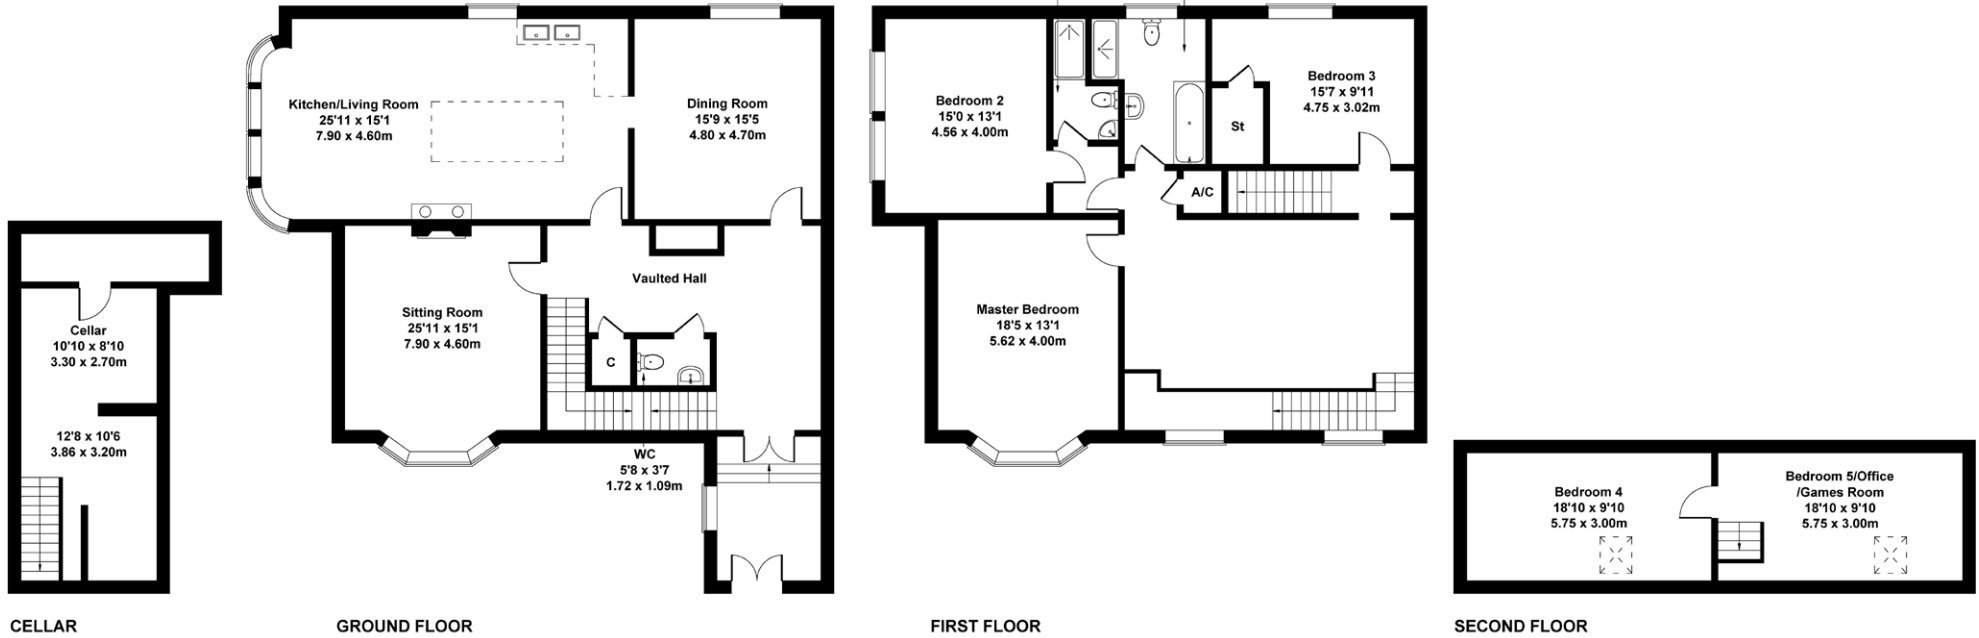 Cellar
10'10 x 8'10
3.30 x 2.70m
12'8 x 10'6
3.86 x 3.20m
CELLAR
Kitchen/Living Room
25'11 x 15'1
7.90 x 4.60m
Dining Room
15'9 x 15'5
4.80 x 4.70m
Vaulted Hall
Sitting Room
25'11 x 15'1
7.90 x 4.60m
C
WC
5'8 x 3'7
1.72 x 1.09m
GROUND FLOOR
Bedroom 2
15'0 x 13'1
4.56 x 4.00m
Bedroom 3
15'7 x 9'11
4.75 x 3.02m
St
A/C
Master Bedroom
18'5 x 13'1
5.62 x 4.00m
FIRST FLOOR
Bedroom 4
18'10 x 9'10
5.75 x 3.00m
Bedroom 5/Office
/Games Room
18'10 x 9'10
5.75 x 3.00m
SECOND FLOOR